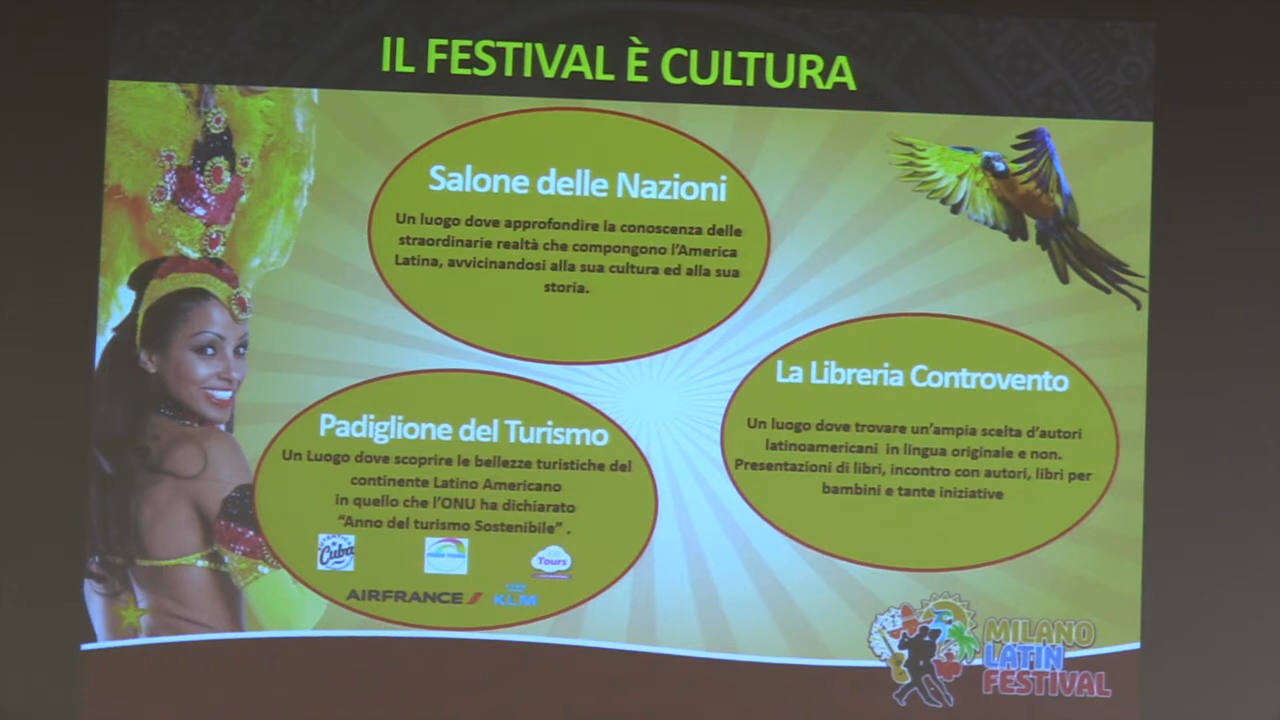 IL FESTIVAL È CULTURA
Salone delle Nazioni
Un luogo dove approfondire la conoscenza delle
straordinarie realtà che compongono l'America
Latina, avvicinandosi alla sua cultura ed alla sua
storia.
La Libreria Controvento
Un luogo dove trovare un'ampia scelta d'autori
latinoamericani in lingua originale e non.
Presentazioni di libri, incontro con autori, libri per
bambini e tante iniziative
Padiglione del Turismo
Un Luogo dove scoprire le bellezze turistiche del
continente Latino Americano
in quello che l'ONU ha dichiarato
"Anno del turismo Sostenibile" .
Cuba
Tours
AIRFRANCE KLM
MILANO
LATIN
FESTIVAL